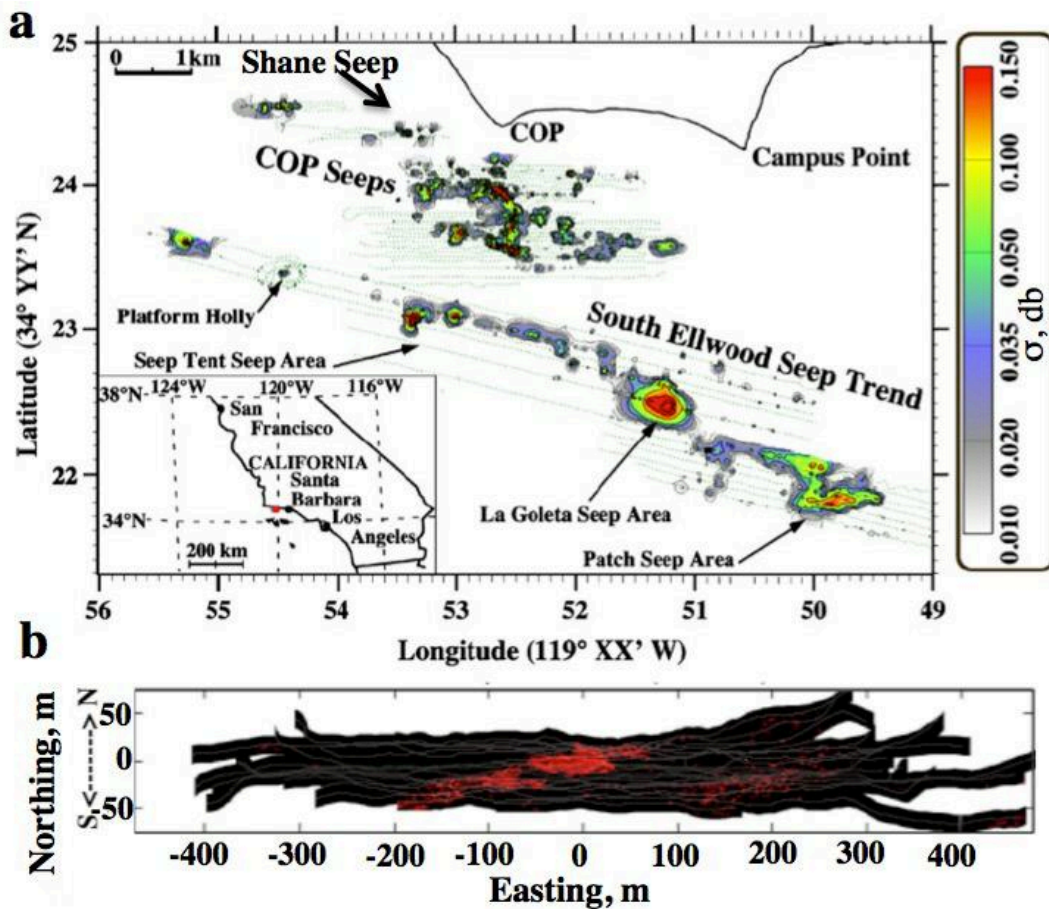 a
25
24
23
22
Latitude (34° YY' N)
0 1km
Shane Seep
COP
Campus Point
COP Seeps
Platform Holly
Seep Tent Seep Area
South Ellwood Seep Trend
La Goleta Seep Area
Patch Seep Area
124°W 120°W 116°W
38°N
San
Francisco
CALIFORNIA
Santa
Barbara
Los
Angeles
34°N
200 km
56 55 54 53 52 51 50 49
Longitude (119° XX' W)
0.150
0.100
0.050
0.035
0.020
0.010
σ, db
b
Northing, m
S<------>N
50
0
-50
-400 -300 -200 -100 0 100 200 300 400
Easting, m